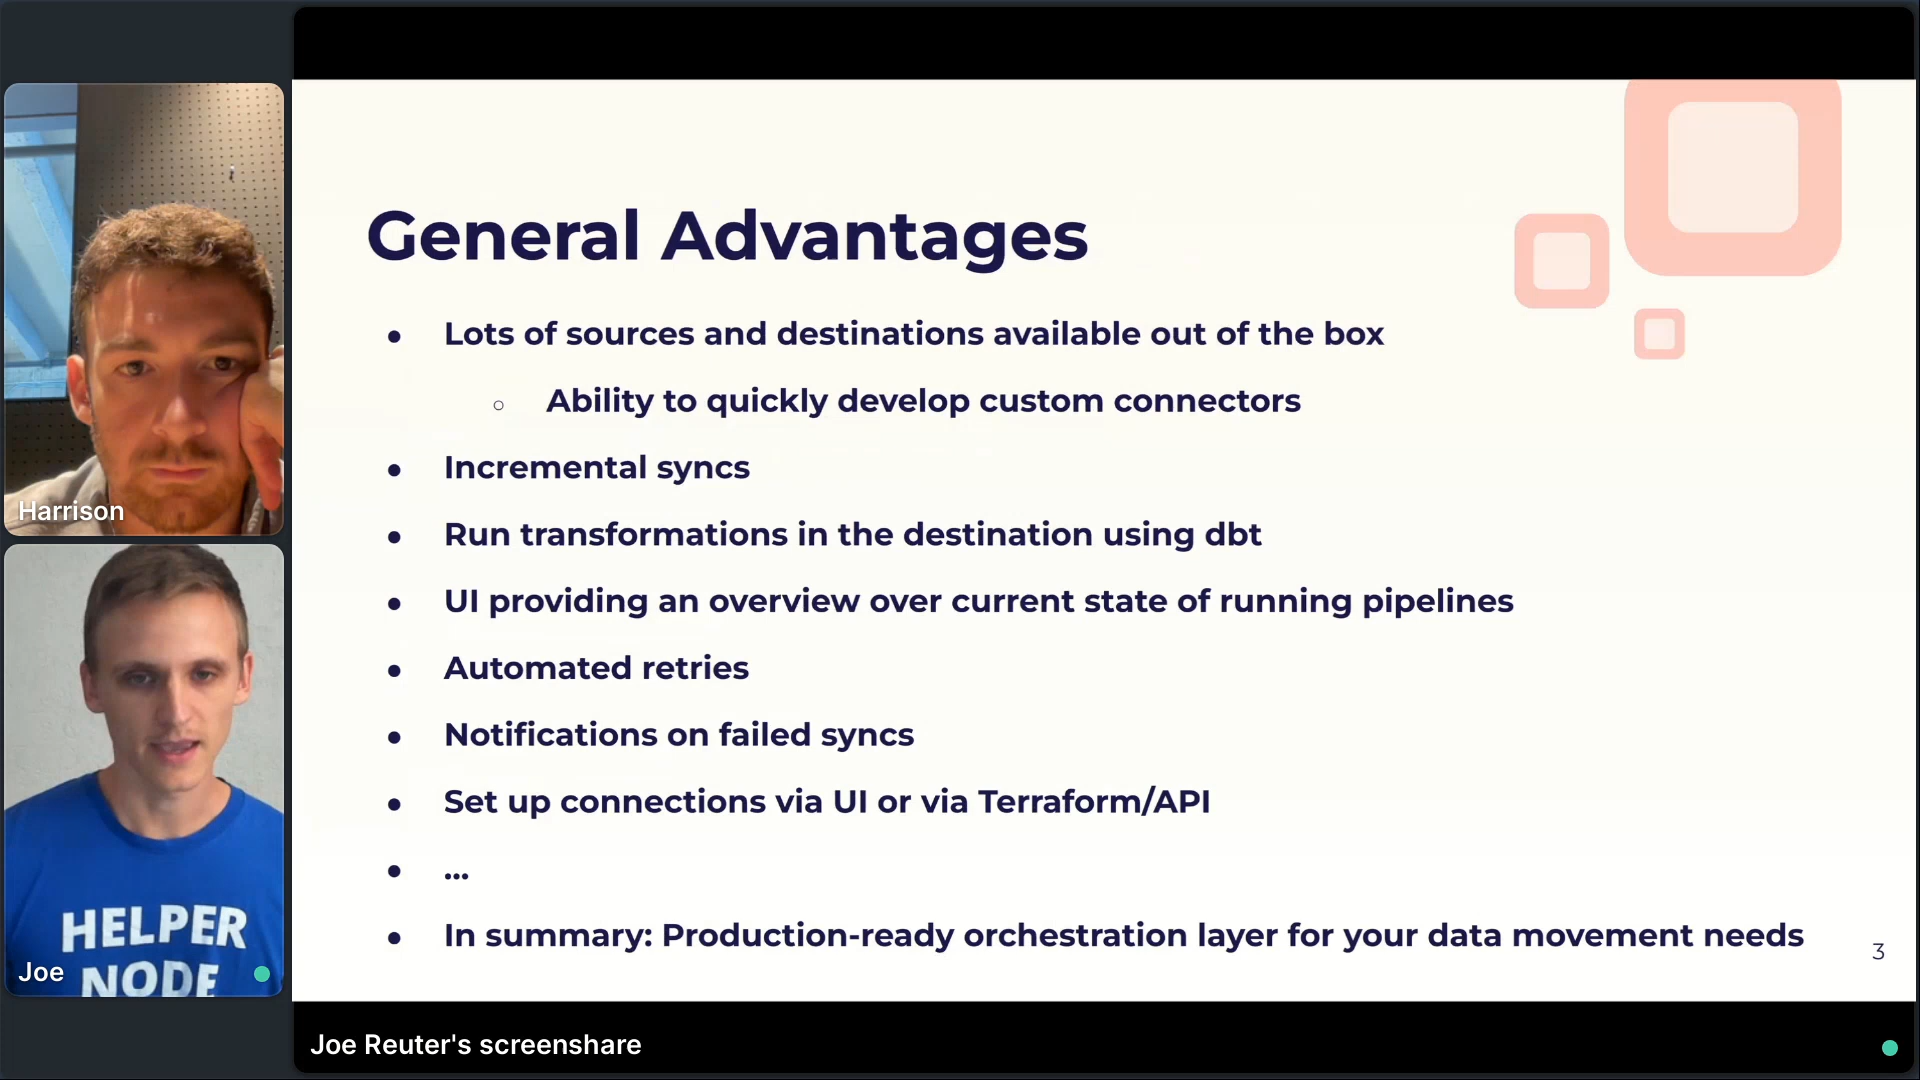 General Advantages
● Lots of sources and destinations available out of the box
○ Ability to quickly develop custom connectors
● Incremental syncs
● Run transformations in the destination using dbt
● UI providing an overview over current state of running pipelines
● Automated retries
● Notifications on failed syncs
● Set up connections via UI or via Terraform/API
● ...
● In summary: Production-ready orchestration layer for your data movement needs
3
Harrison
HELPER
NODE
Joe
Joe Reuter's screenshare